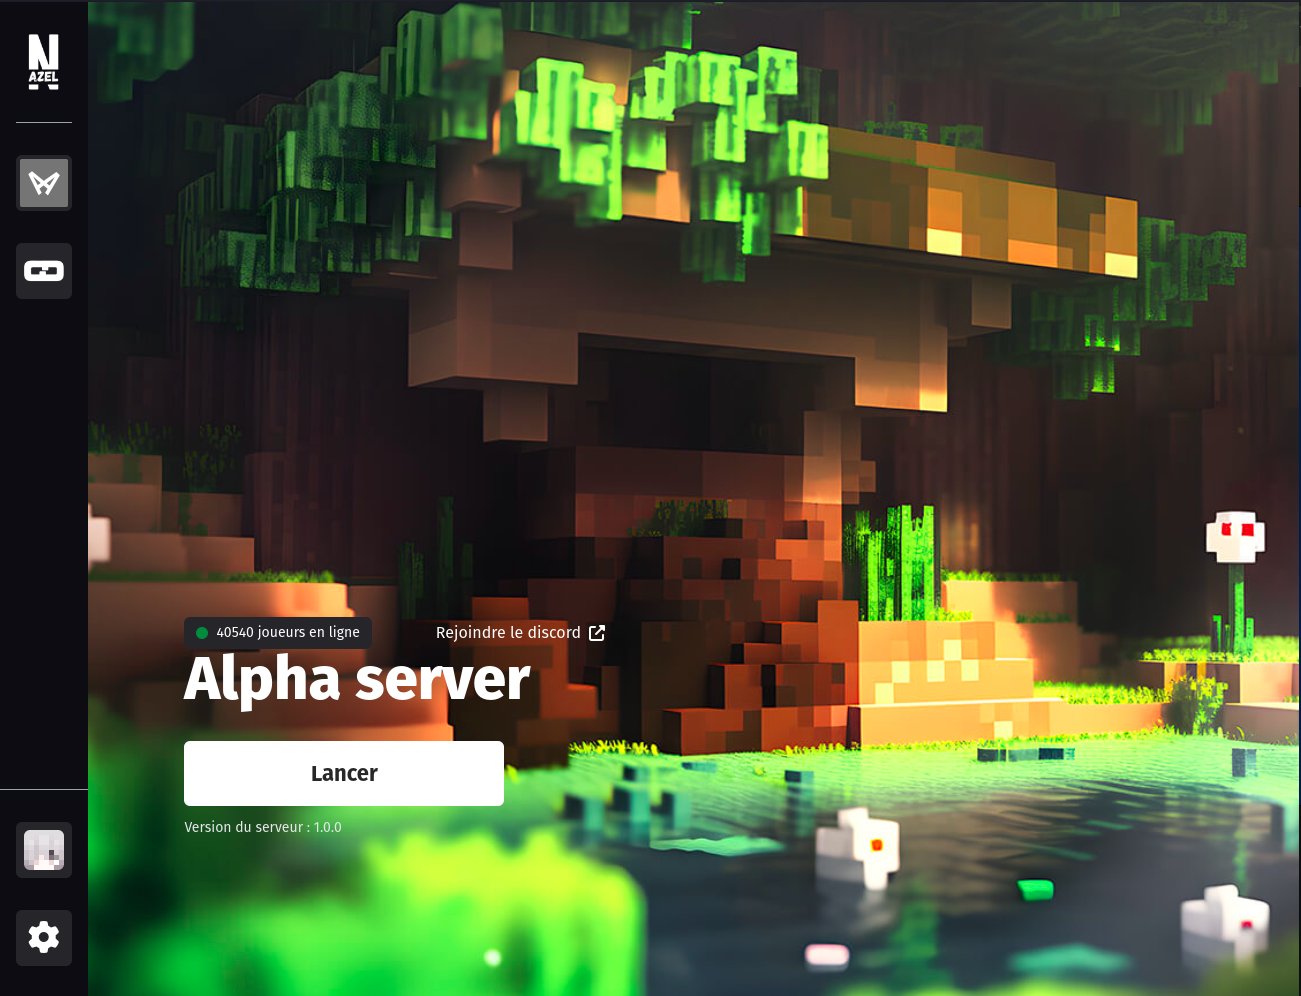 N
AZEL
40540 joueurs en ligne
Rejoindre le discord
Alpha server
Lancer
Version du serveur : 1.0.0